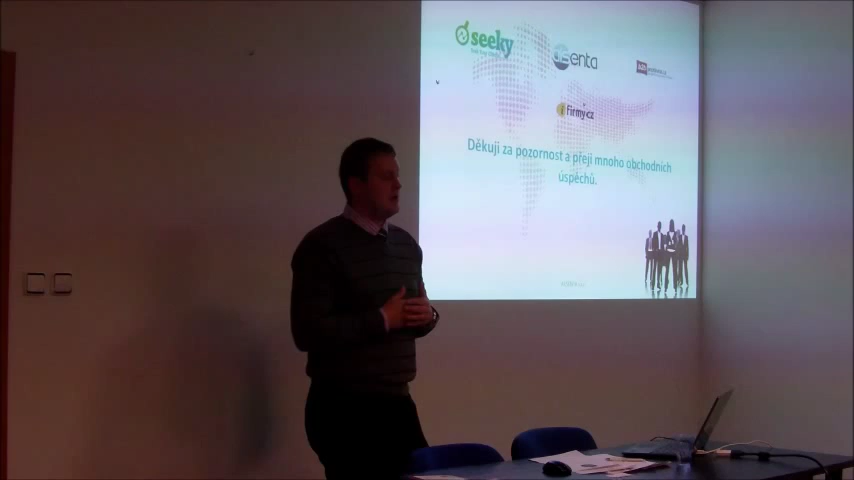 seeky
enta
firmy.cz
Děkuji za pozornost a přeji mnoho obchodních
úspěchů.